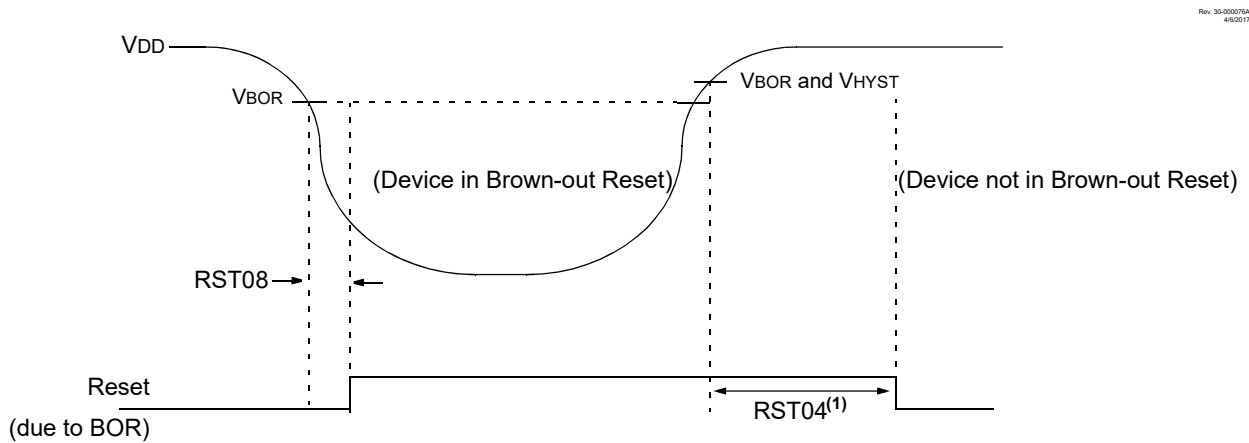 Rev. 30-000076A
4/6/2017
VDD
VBOR
VBOR and VHYST
(Device in Brown-out Reset)
(Device not in Brown-out Reset)
RST08
Reset
(due to BOR)
RST04(1)